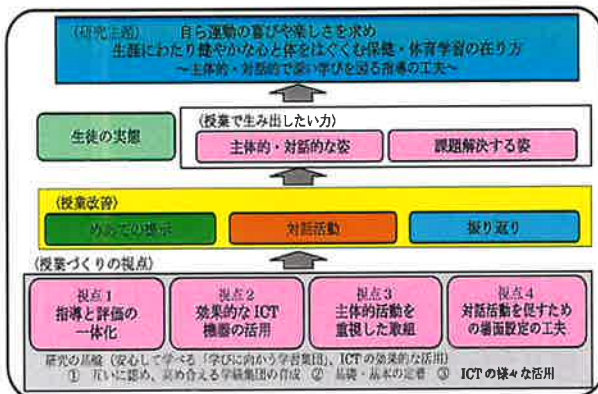 (研究主題) 自ら運動の喜びや楽しさを求め
生涯にわたり健やかな心と体をはぐくむ保健・体育学習の在り方
～主体的・対話的で深い学びを図る指導の工夫～
生徒の実態
(授業で生み出したい力)
主体的・対話的な姿
課題解決する姿
(授業改善)
めあての提示
対話活動
振り返り
(授業づくりの視点)
視点1
指導と評価の
一体化
視点2
効果的なICT
機器の活用
視点3
主体的活動を
重視した取組
視点4
対話活動を促すため
の場面設定の工夫
研究の基盤（安心して学べる「学びに向かう学習集団」、ICTの効果的な活用）
① 互いに認め、高め合える学級集団の育成 ② 基礎・基本の定着 ③ ICTの様々な活用